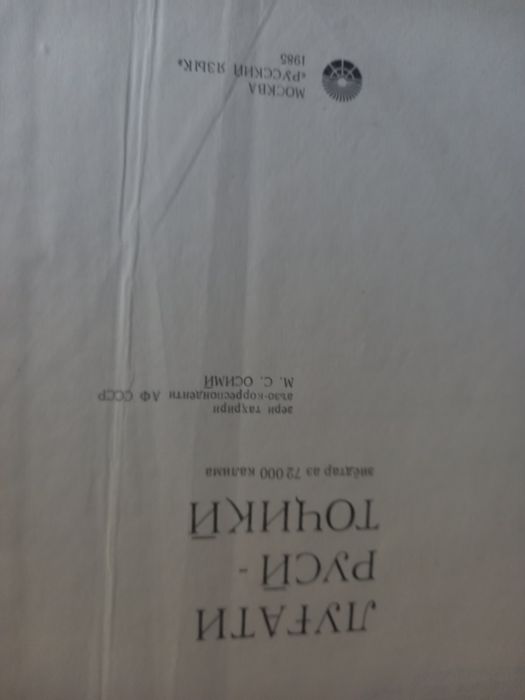 ЛУҒАТИ
РУСӢ -
ТОҶИКӢ
зиёдтар аз 72 000 калима
зери таҳрири
аъзо-корреспонденти АФ СССР
М. С. ОСИМӢ
МОСКВА
«РУССКИЙ ЯЗЫК»
1985